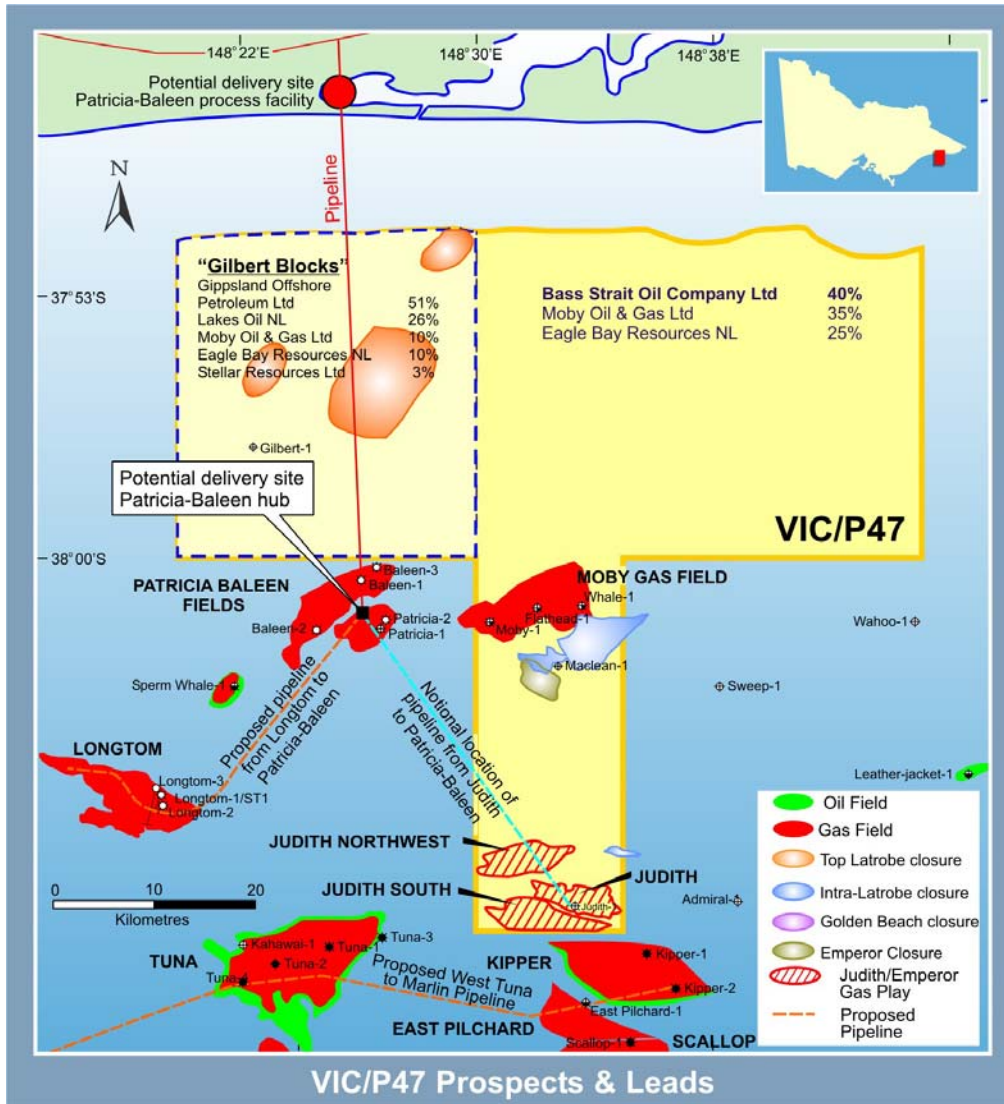 148°22'E
148°30'E
148°38'E
Potential delivery site
Patricia-Baleen process facility
N
Pipeline
"Gilbert Blocks"
Gippsland Offshore
Petroleum Ltd 51%
Lakes Oil NL 26%
Moby Oil & Gas Ltd 10%
Eagle Bay Resources NL 10%
Stellar Resources Ltd 3%
Bass Strait Oil Company Ltd 40%
Moby Oil & Gas Ltd 35%
Eagle Bay Resources NL 25%
37°53'S
Gilbert-1
Potential delivery site
Patricia-Baleen hub
VIC/P47
38°00'S
PATRICIA BALEEN
FIELDS
Baleen-3
Baleen-1
Baleen-2
Patricia-2
Patricia-1
MOBY GAS FIELD
Whale-1
Flathead-1
Moby-1
Maclean-1
Wahoo-1
Sweep-1
Sperm Whale-1
Proposed pipeline
from Longtom to
Patricia-Baleen
Notional location of
pipeline from Judith
to Patricia-Baleen
LONGTOM
Longtom-3
Longtom-1/ST1
Longtom-2
Leather-jacket-1
JUDITH NORTHWEST
JUDITH SOUTH
JUDITH
Judith-1
Admiral-1
0 10 20
Kilometres
TUNA
Kahawai-1
Tuna-1
Tuna-3
Tuna-2
Tuna-4
Proposed West Tuna
to Marlin Pipeline
KIPPER
Kipper-1
Kipper-2
EAST PILCHARD
East Pilchard-1
Scallop-1
SCALLOP
Oil Field
Gas Field
Top Latrobe closure
Intra-Latrobe closure
Golden Beach closure
Emperor Closure
Judith/Emperor
Gas Play
Proposed
Pipeline
VIC/P47 Prospects & Leads